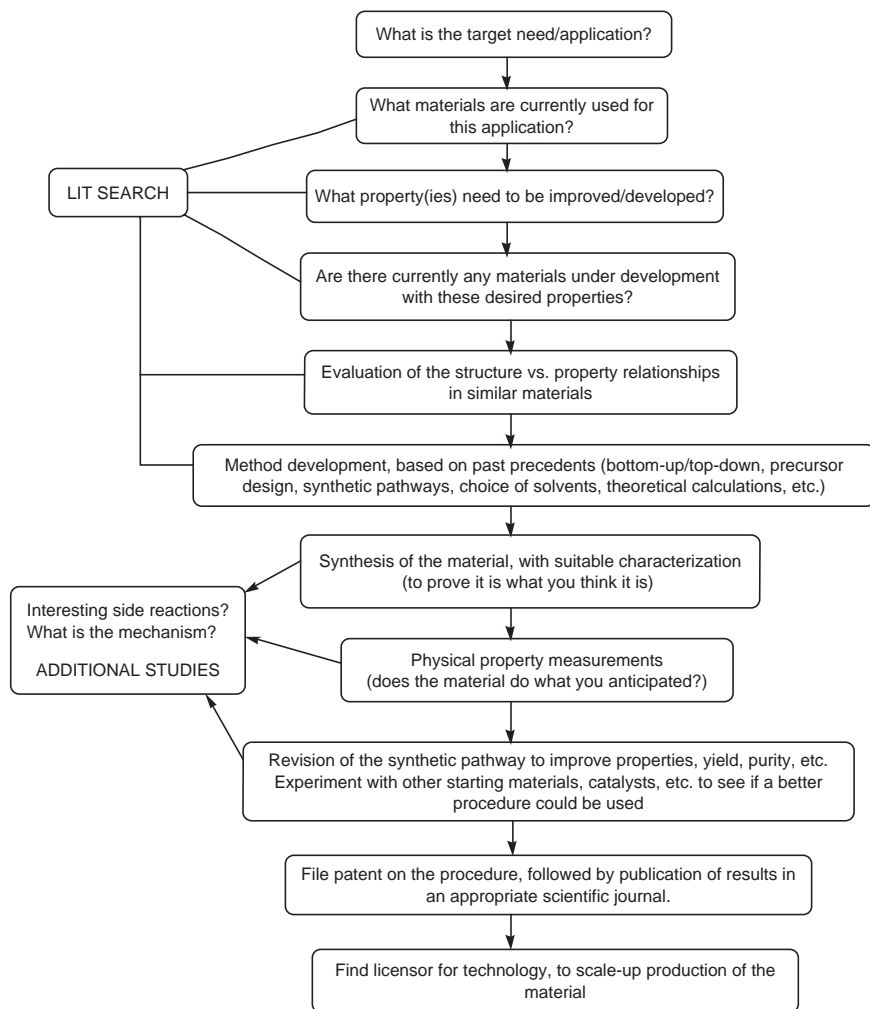 What is the target need/application?
What materials are currently used for
this application?
LIT SEARCH
What property(ies) need to be improved/developed?
Are there currently any materials under development
with these desired properties?
Evaluation of the structure vs. property relationships
in similar materials
Method development, based on past precedents (bottom-up/top-down, precursor
design, synthetic pathways, choice of solvents, theoretical calculations, etc.)
Synthesis of the material, with suitable characterization
(to prove it is what you think it is)
Interesting side reactions?
What is the mechanism?
ADDITIONAL STUDIES
Physical property measurements
(does the material do what you anticipated?)
Revision of the synthetic pathway to improve properties, yield, purity, etc.
Experiment with other starting materials, catalysts, etc. to see if a better
procedure could be used
File patent on the procedure, followed by publication of results in
an appropriate scientific journal.
Find licensor for technology, to scale-up production of the
material